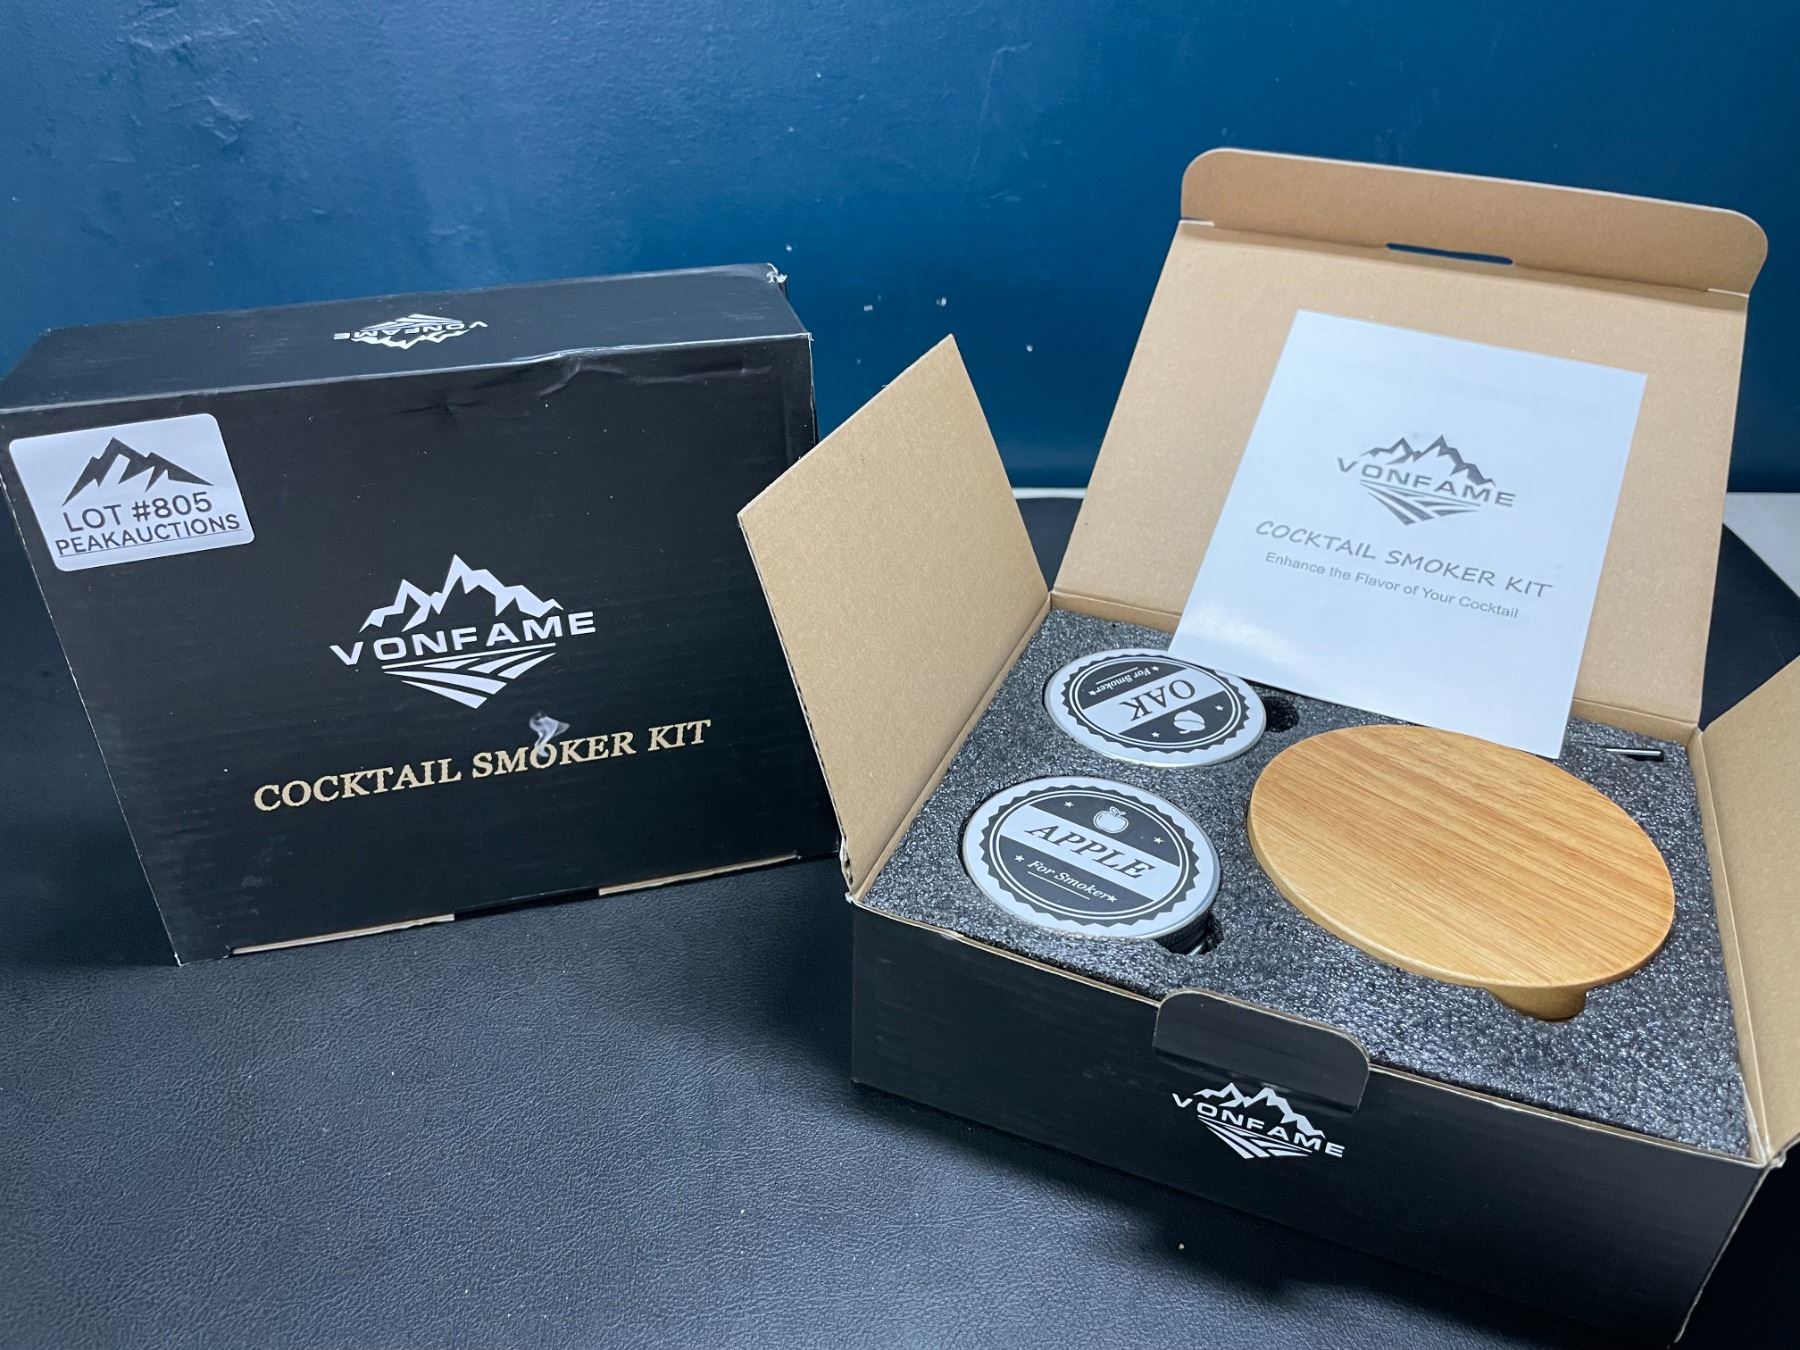 VONFAME
LOT #805
PEAKAUCTIONS
VONFAME
COCKTAIL SMOKER KIT
VONFAME
COCKTAIL SMOKER KIT
Enhance the Flavor of Your Cocktail
OAK
For Smoker
APPLE
For Smoker
VONFAME